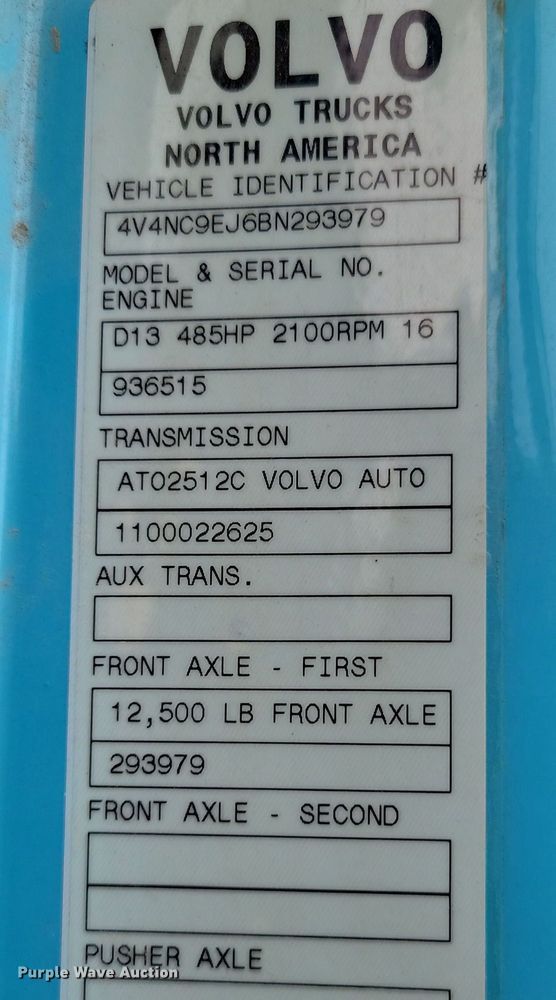 VOLVO
VOLVO TRUCKS
NORTH AMERICA
VEHICLE IDENTIFICATION #
4V4NC9EJ6BN293979
MODEL & SERIAL NO.
ENGINE
D13 485HP 2100RPM 16
936515
TRANSMISSION
ATO2512C VOLVO AUTO
1100022625
AUX TRANS.
FRONT AXLE - FIRST
12,500 LB FRONT AXLE
293979
FRONT AXLE - SECOND
PUSHER AXLE
Purple Wave Auction